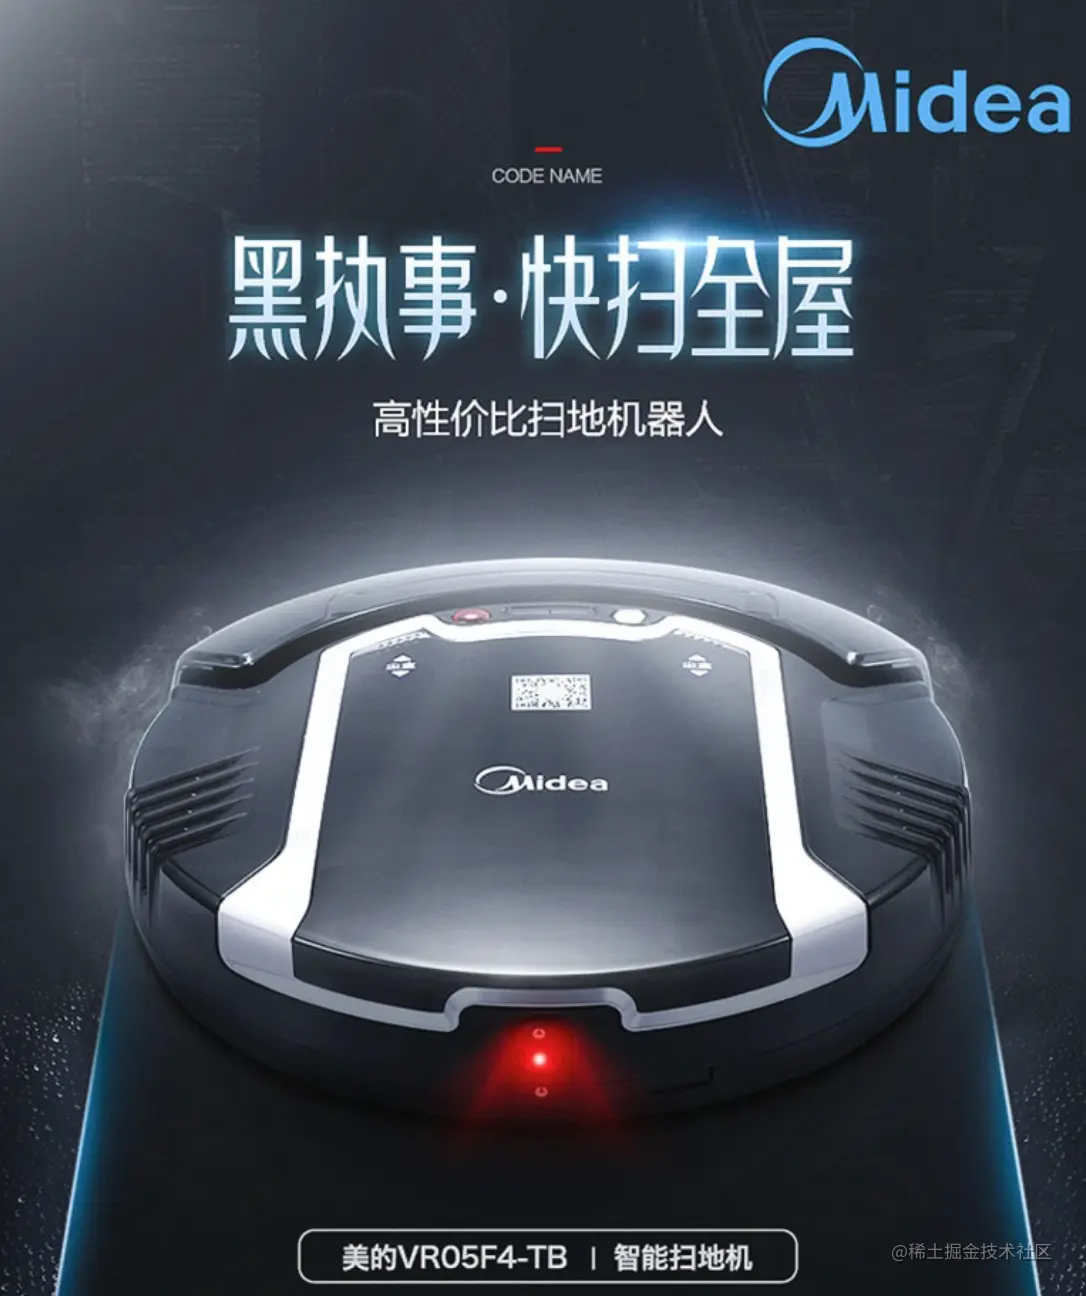 Midea
CODE NAME
黑执事·快扫全屋
高性价比扫地机器人
Midea
美的VR05F4-TB | 智能扫地机
@稀土掘金技术社区